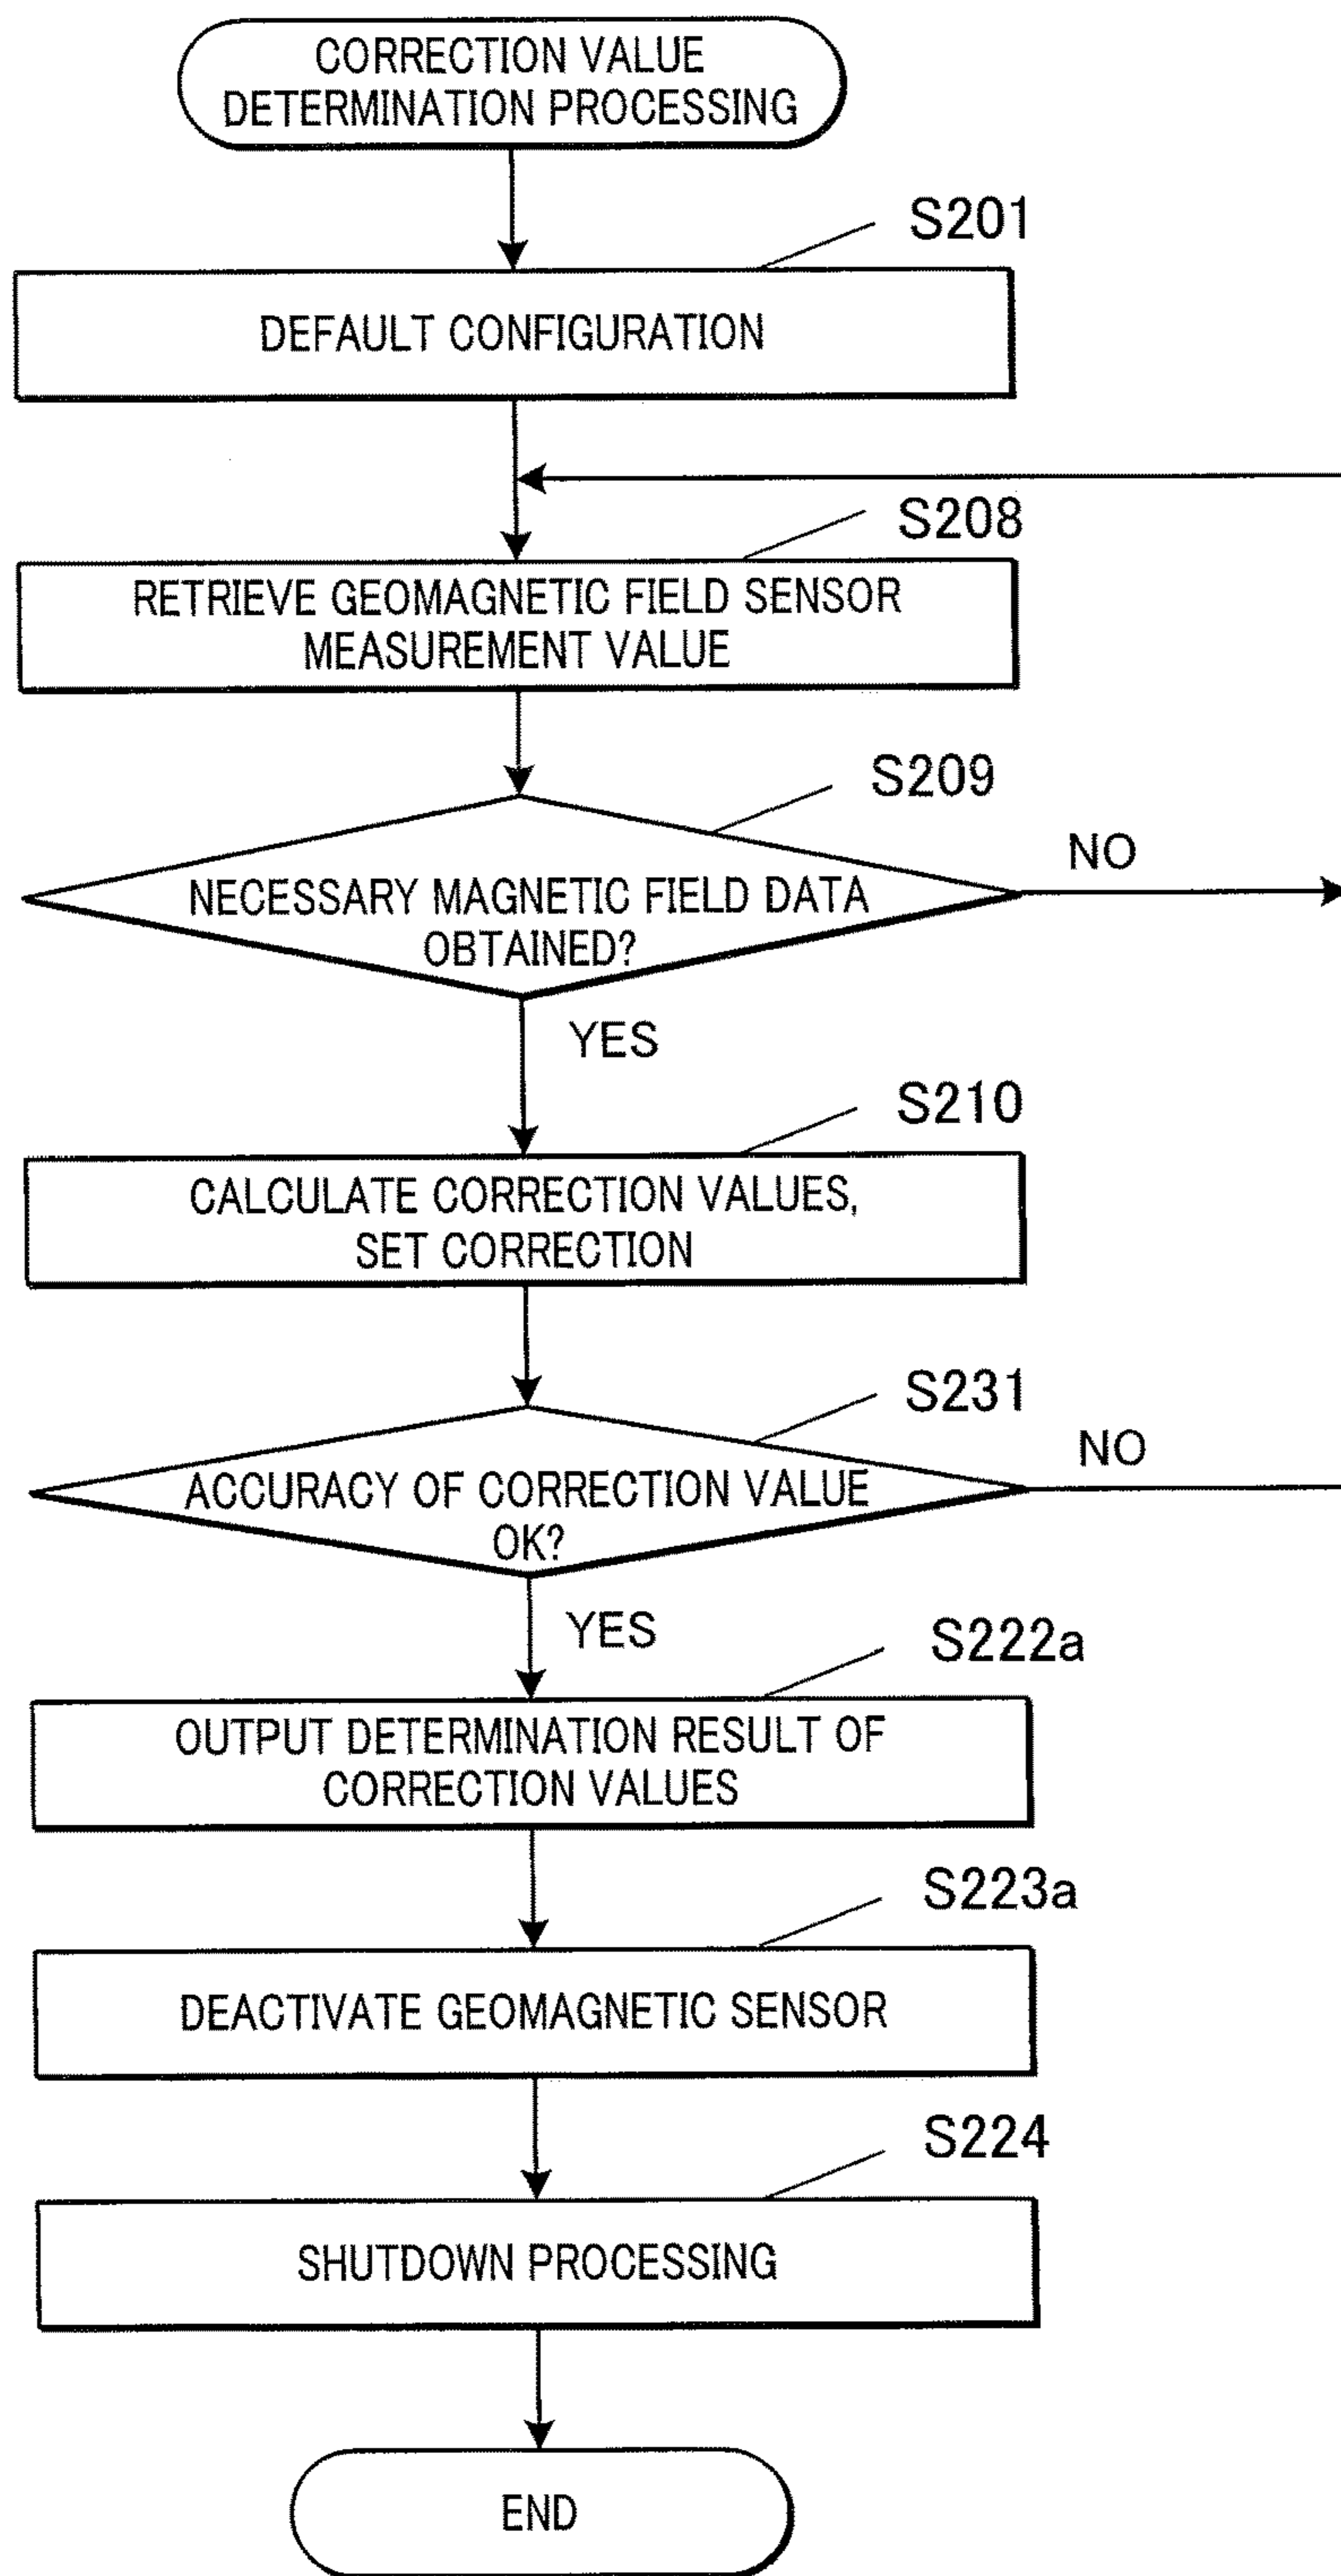 CORRECTION VALUE
DETERMINATION PROCESSING
S201
DEFAULT CONFIGURATION
S208
RETRIEVE GEOMAGNETIC FIELD SENSOR
MEASUREMENT VALUE
S209
NO
NECESSARY MAGNETIC FIELD DATA
OBTAINED?
YES
S210
CALCULATE CORRECTION VALUES,
SET CORRECTION
S231
NO
ACCURACY OF CORRECTION VALUE
OK?
YES
S222a
OUTPUT DETERMINATION RESULT OF
CORRECTION VALUES
S223a
DEACTIVATE GEOMAGNETIC SENSOR
S224
SHUTDOWN PROCESSING
END